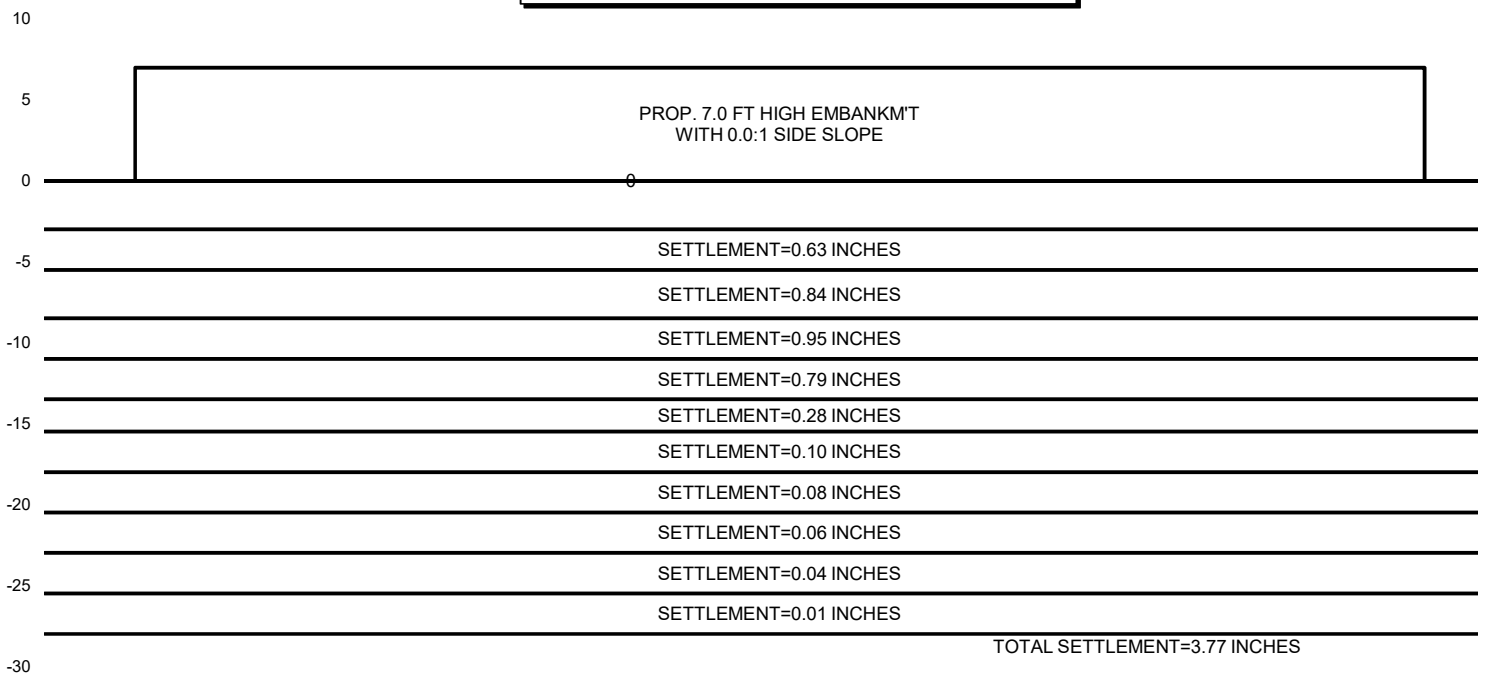 10
5
PROP. 7.0 FT HIGH EMBANKM'T
WITH 0.0:1 SIDE SLOPE
0
0
SETTLEMENT=0.63 INCHES
-5
SETTLEMENT=0.84 INCHES
-10
SETTLEMENT=0.95 INCHES
SETTLEMENT=0.79 INCHES
-15
SETTLEMENT=0.28 INCHES
SETTLEMENT=0.10 INCHES
SETTLEMENT=0.08 INCHES
-20
SETTLEMENT=0.06 INCHES
SETTLEMENT=0.04 INCHES
-25
SETTLEMENT=0.01 INCHES
TOTAL SETTLEMENT=3.77 INCHES
-30